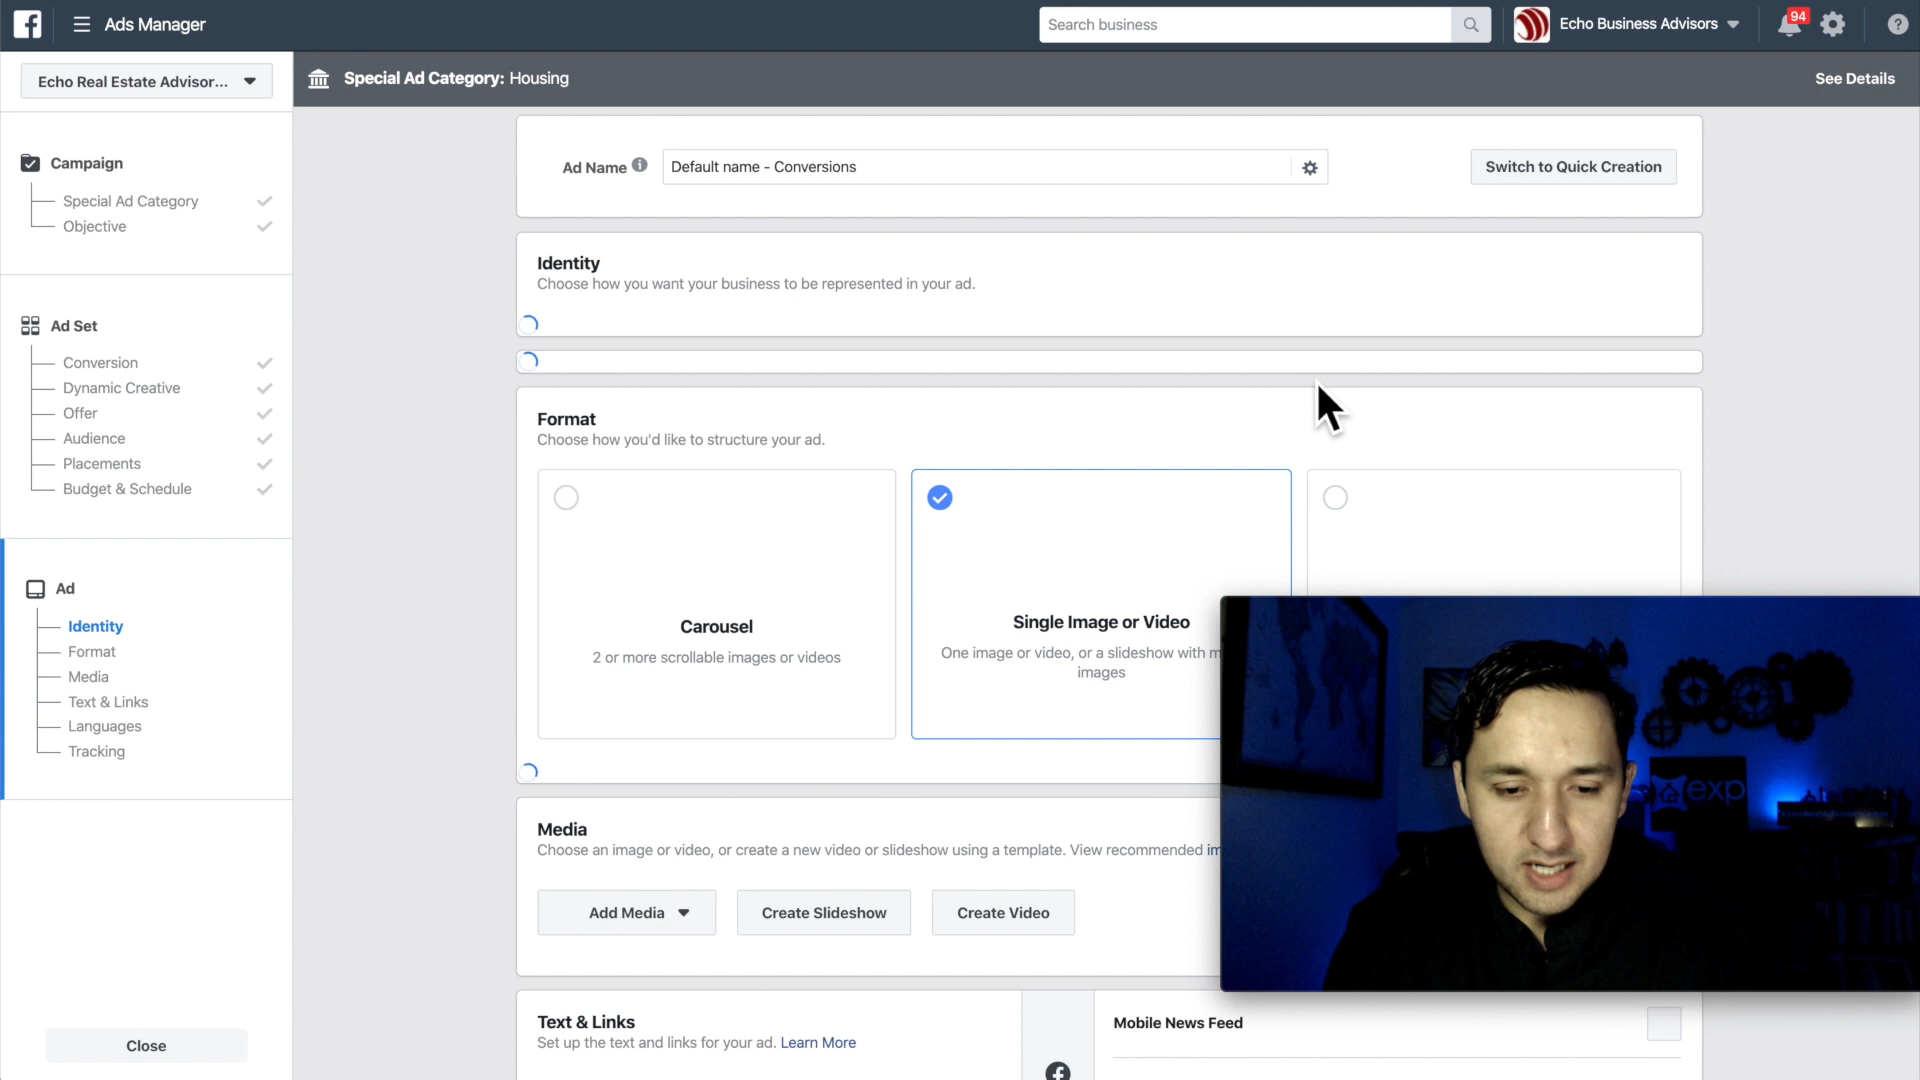 Ads Manager
Search business
Echo Business Advisors
94
Echo Real Estate Advisor...
Special Ad Category: Housing
See Details
Campaign
Special Ad Category
Objective
Ad Set
Conversion
Dynamic Creative
Offer
Audience
Placements
Budget & Schedule
Ad
Identity
Format
Media
Text & Links
Languages
Tracking
Close
Ad Name
Default name - Conversions
Switch to Quick Creation
Identity
Choose how you want your business to be represented in your ad.
Format
Choose how you'd like to structure your ad.
Carousel
2 or more scrollable images or videos
Single Image or Video
One image or video, or a slideshow with m
images
Media
Choose an image or video, or create a new video or slideshow using a template. View recommended im
Add Media
Create Slideshow
Create Video
Text & Links
Set up the text and links for your ad. Learn More
Mobile News Feed
exp